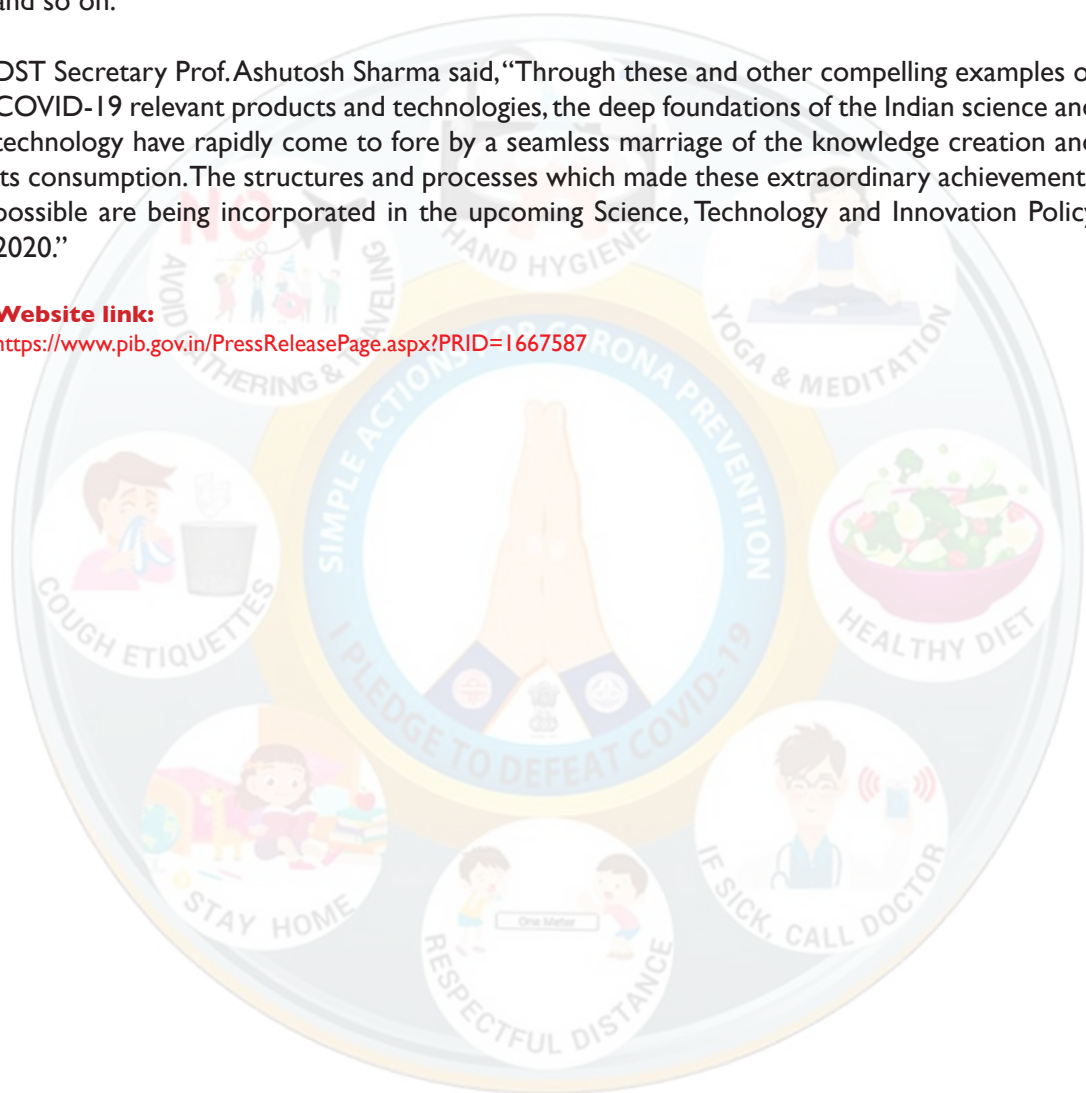 and so on.
DST Secretary Prof. Ashutosh Sharma said, “Through these and other compelling examples o
COVID-19 relevant products and technologies, the deep foundations of the Indian science and
technology have rapidly come to fore by a seamless marriage of the knowledge creation and
its consumption. The structures and processes which made these extraordinary achievement
possible are being incorporated in the upcoming Science, Technology and Innovation Policy
2020.”
Website link:
https://www.pib.gov.in/PressReleasePage.aspx?PRID=1667587
NO
AVOID GATHERING & TRAVELING
HAND HYGIENE
YOGA & MEDITATION
SIMPLE ACTIONS FOR CORONA PREVENTION
I PLEDGE TO DEFEAT COVID-19
COUGH ETIQUETTES
HEALTHY DIET
STAY HOME
One Meter
RESPECTFUL DISTANCE
IF SICK, CALL DOCTOR